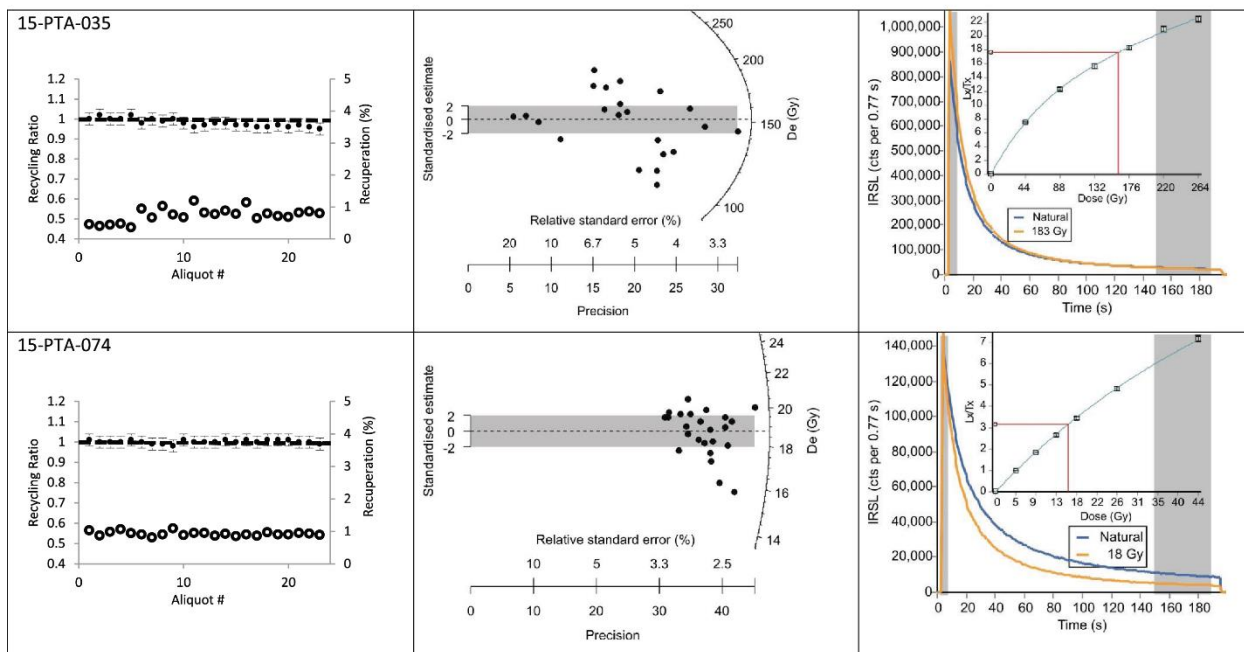 15-PTA-035
Recycling Ratio
1.2
1.1
1
0.9
0.8
0.7
0.6
0.5
0.4
5
4
3
2
1
0
Recuperation (%)
0 10 20
Aliquot #
Standardised estimate
2
0
-2
250
200
150
100
De (Gy)
Relative standard error (%)
20 10 6.7 5 4 3.3
0 5 10 15 20 25 30
Precision
IRSL (cts per 0.77 s)
1,000,000
900,000
800,000
700,000
600,000
500,000
400,000
300,000
200,000
100,000
0
Lx/Tx
22
20
18
16
14
12
10
8
6
4
2
0
0 44 88 132 176 220 264
Dose (Gy)
Natural
183 Gy
0 20 40 60 80 100 120 140 160 180
Time (s)
15-PTA-074
Recycling Ratio
1.2
1.1
1
0.9
0.8
0.7
0.6
0.5
0.4
5
4
3
2
1
0
Recuperation (%)
0 10 20
Aliquot #
Standardised estimate
2
0
-2
24
22
20
19
18
16
14
De (Gy)
Relative standard error (%)
10 5 3.3 2.5
0 10 20 30 40
Precision
IRSL (cts per 0.77 s)
140,000
120,000
100,000
80,000
60,000
40,000
20,000
0
Lx/Tx
7
6
5
4
3
2
1
0
0 5 9 13 18 22 26 31 35 40 44
Dose (Gy)
Natural
18 Gy
0 20 40 60 80 100 120 140 160 180
Time (s)